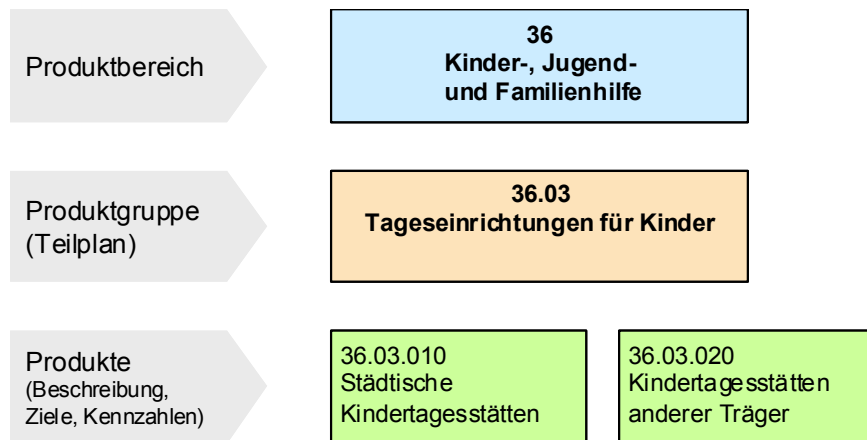 Produktbereich
36
Kinder-, Jugend-
und Familienhilfe
Produktgruppe
(Teilplan)
36.03
Tageseinrichtungen für Kinder
Produkte
(Beschreibung,
Ziele, Kennzahlen)
36.03.010
Städtische
Kindertagesstätten
36.03.020
Kindertagesstätten
anderer Träger